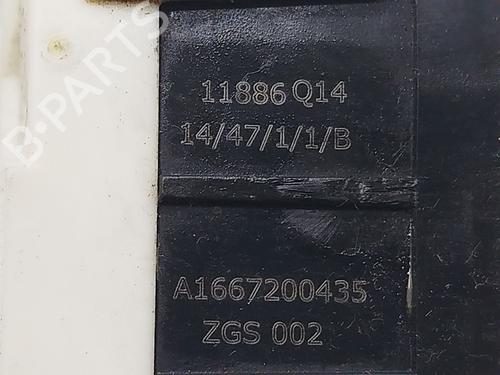 B-PARTS
11886 Q14
14/47/1/1/B
A1667200435
ZGS 002